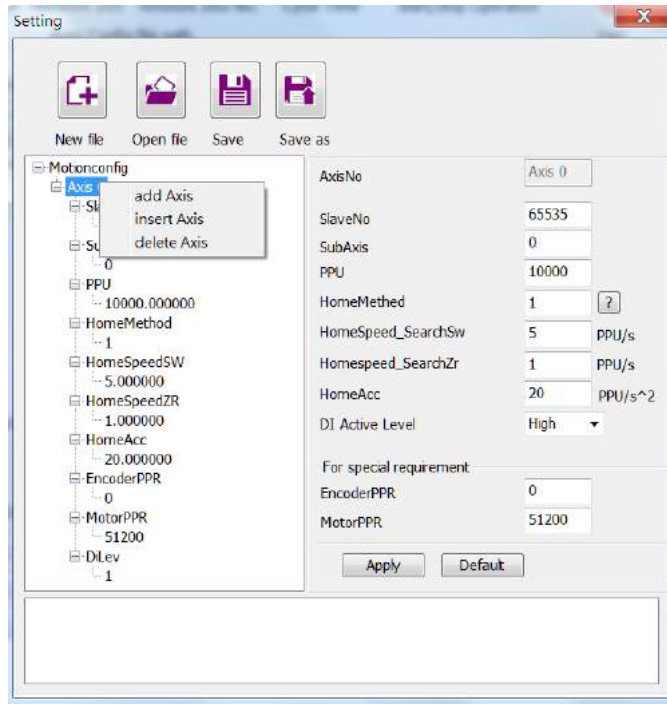 Setting
New file Open file Save Save as
Motionconfig
Axis
add Axis
insert Axis
delete Axis
0
PPU
10000.000000
HomeMethod
1
HomeSpeedSW
5.000000
HomeSpeedZR
1.000000
HomeAcc
20.000000
EncoderPPR
0
MotorPPR
51200
DiLev
1
AxisNo Axis 0
SlaveNo 65535
SubAxis 0
PPU 10000
HomeMethed 1 ?
HomeSpeed_SearchSw 5 PPU/s
Homespeed_SearchZr 1 PPU/s
HomeAcc 20 PPU/s^2
DI Active Level High
For special requirement
EncoderPPR 0
MotorPPR 51200
Apply Default